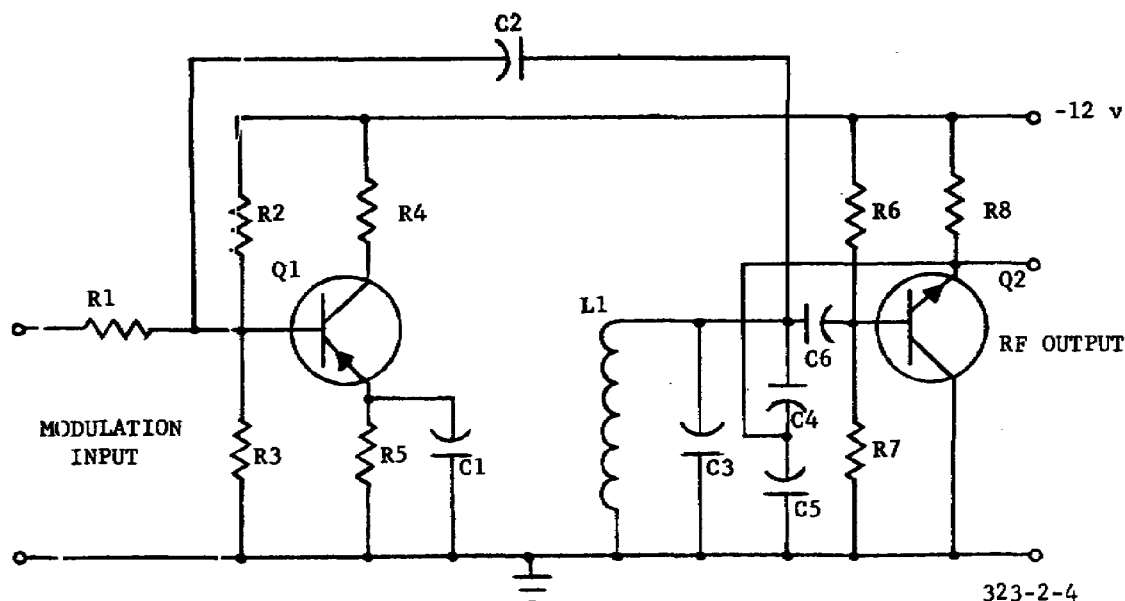 C2
-12 v
R2
R4
R6
R8
Q1
Q2
R1
L1
C6
RF OUTPUT
MODULATION
INPUT
R3
R5
C1
C3
C4
R7
C5
323-2-4